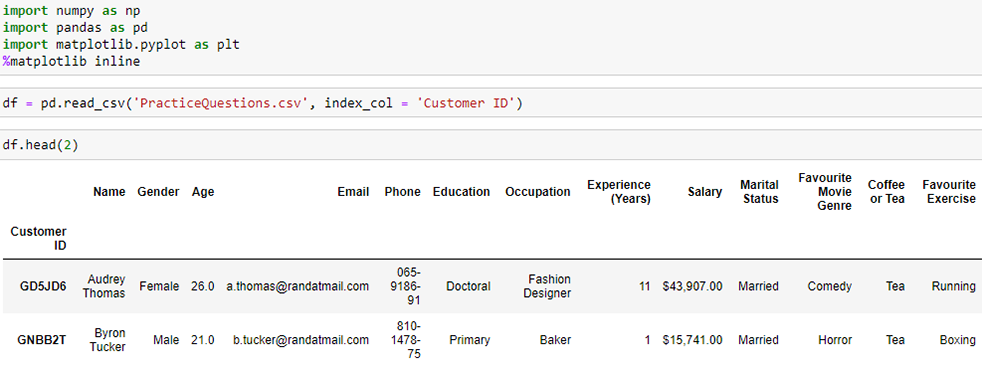 import numpy as np
import pandas as pd
import matplotlib.pyplot as plt
%matplotlib inline
df = pd.read_csv('PracticeQuestions.csv', index_col = 'Customer ID')
df.head(2)
Name Gender Age Email Phone Education Occupation Experience (Years) Salary Marital Status Favourite Movie Genre Coffee or Tea Favourite Exercise
Customer ID
GD5JD6 Audrey Thomas Female 26.0 a.thomas@randatmail.com 065-9186-91 Doctoral Fashion Designer 11 $43,907.00 Married Comedy Tea Running
GNBB2T Byron Tucker Male 21.0 b.tucker@randatmail.com 810-1478-75 Primary Baker 1 $15,741.00 Married Horror Tea Boxing